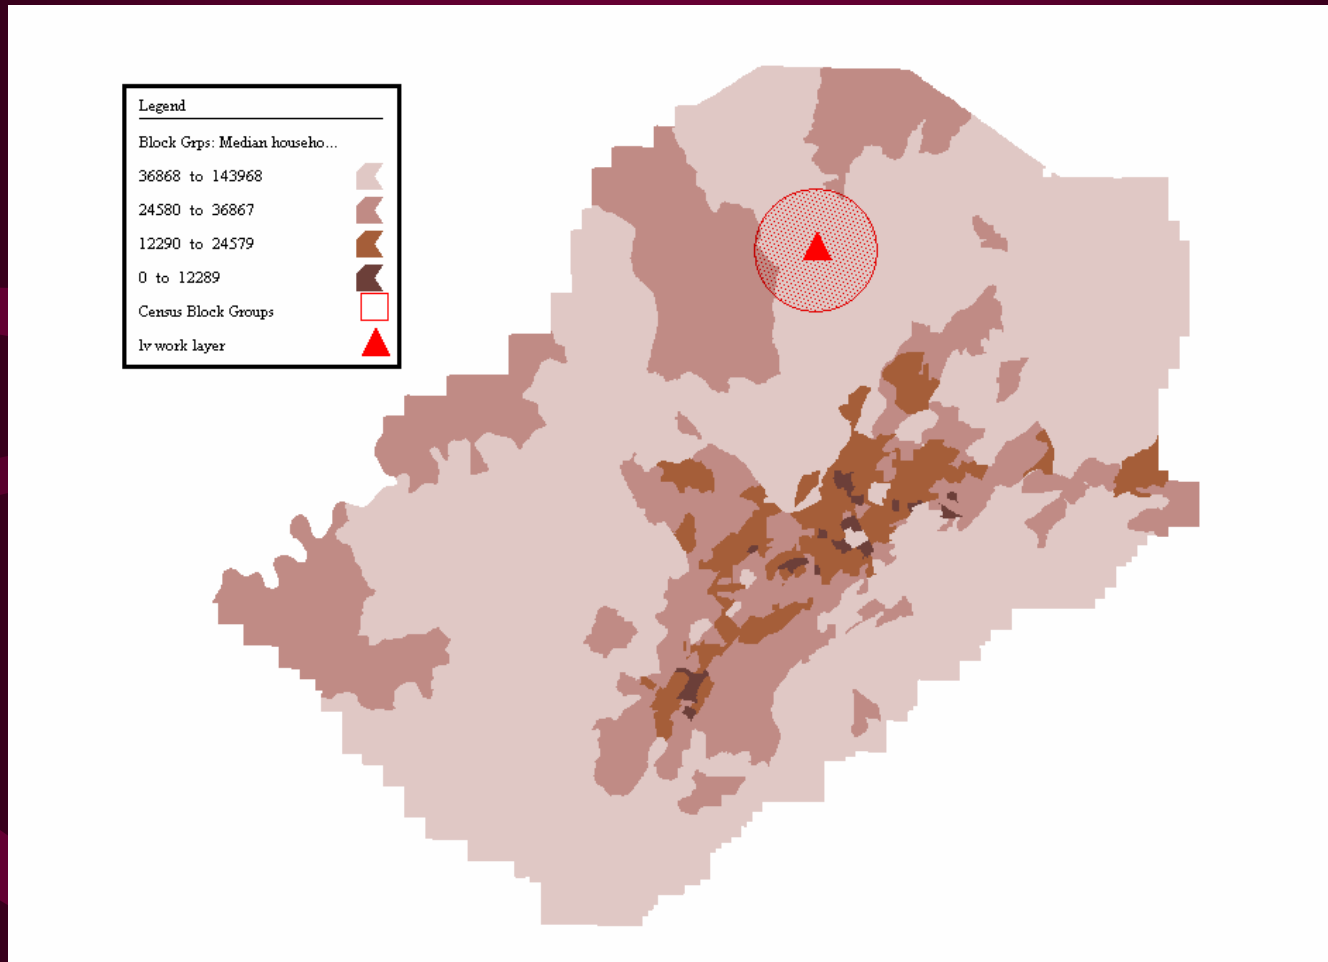 Legend
Block Grps: Median househo...
36868 to 143968
24580 to 36867
12290 to 24579
0 to 12289
Census Block Groups
lv work layer